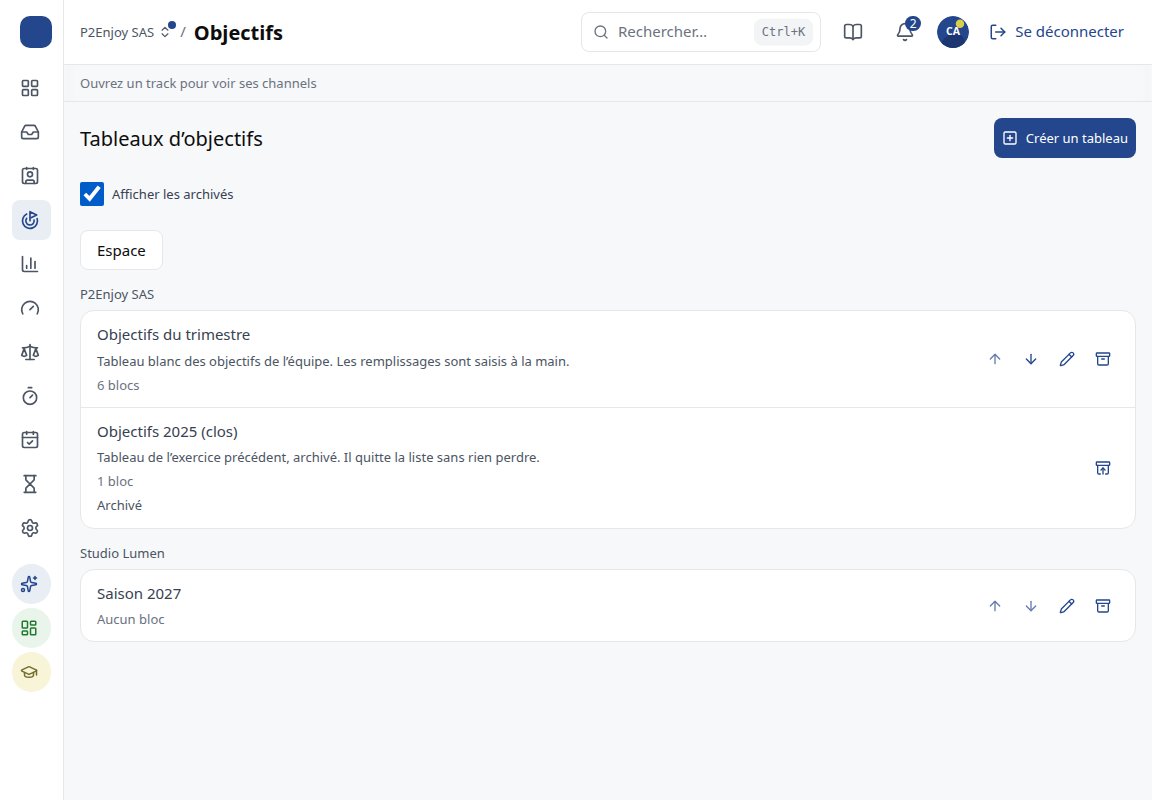 P2Enjoy SAS / Objectifs
Rechercher... Ctrl+K
2
CA
Se déconnecter
Ouvrez un track pour voir ses channels
Tableaux d’objectifs
Créer un tableau
Afficher les archivés
Espace
P2Enjoy SAS
Objectifs du trimestre
Tableau blanc des objectifs de l’équipe. Les remplissages sont saisis à la main.
6 blocs
Objectifs 2025 (clos)
Tableau de l’exercice précédent, archivé. Il quitte la liste sans rien perdre.
1 bloc
Archivé
Studio Lumen
Saison 2027
Aucun bloc